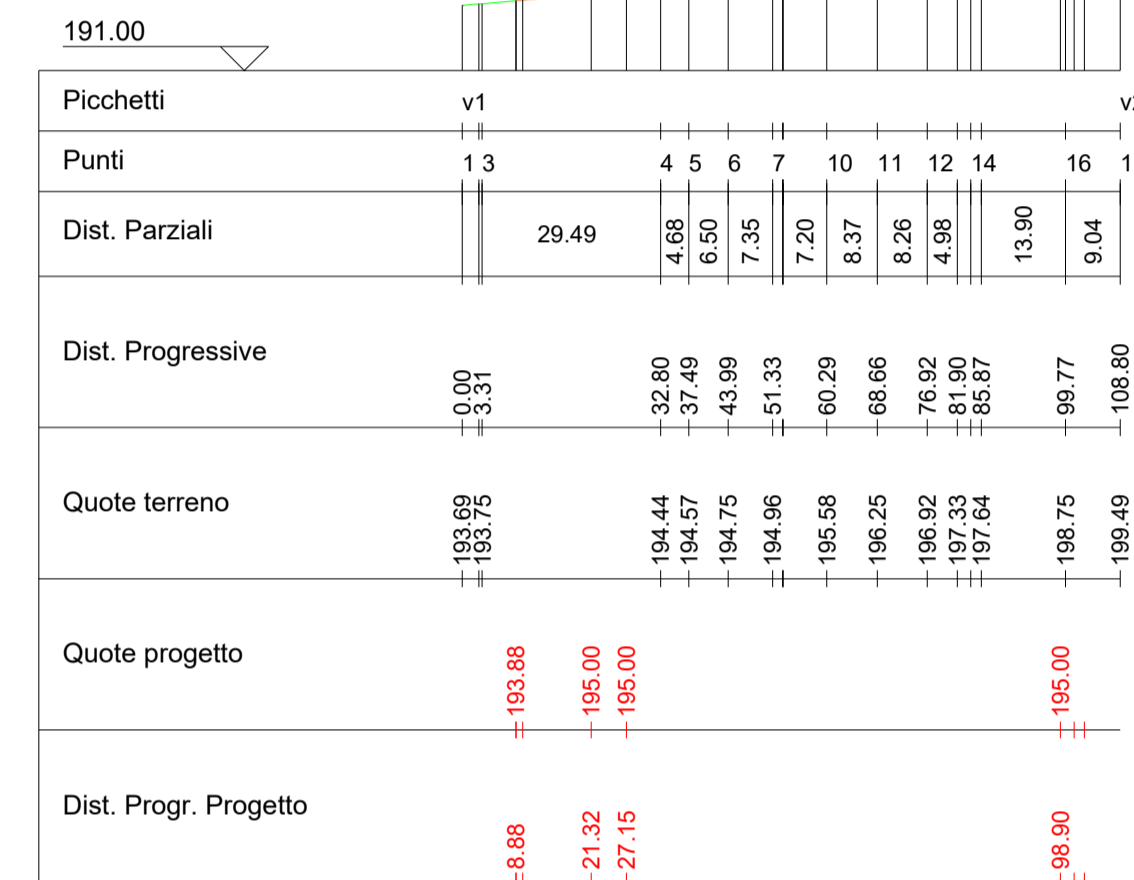 191.00
Picchetti v1
Punti 1 3 4 5 6 7 10 11 12 14 16 1
Dist. Parziali 29.49 4.68 6.50 7.35 7.20 8.37 8.26 4.98 13.90 9.04
Dist. Progressive 0.00 3.31 32.80 37.49 43.99 51.33 60.29 68.66 76.92 81.90 85.87 99.77 108.80
Quote terreno 193.69 193.75 194.44 194.57 194.75 194.96 195.58 196.25 196.92 197.33 197.64 198.75 199.49
Quote progetto 193.88 195.00 195.00 195.00
Dist. Progr. Progetto 8.88 21.32 27.15 98.90